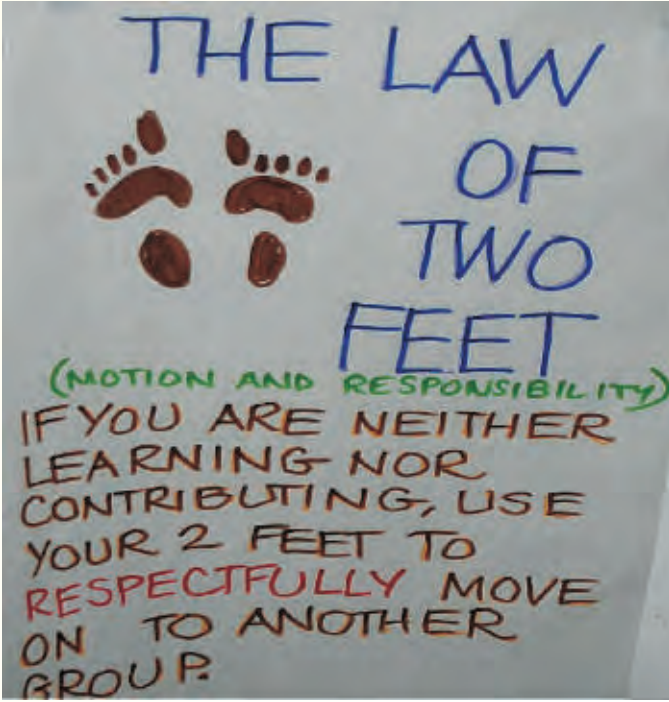 THE LAW
OF
TWO
FEET
(MOTION AND RESPONSIBILITY)
IF YOU ARE NEITHER
LEARNING NOR
CONTRIBUTING, USE
YOUR 2 FEET TO
RESPECTFULLY MOVE
ON TO ANOTHER
GROUP.